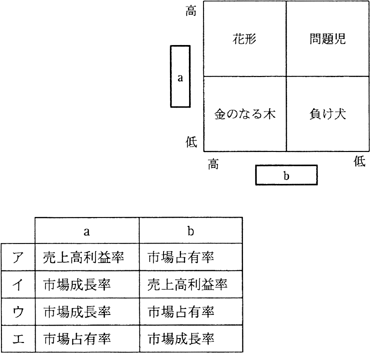 高
花形 問題児
a
金のなる木 負け犬
低
高 低
b
a b
ア 売上高利益率 市場占有率
イ 市場成長率 売上高利益率
ウ 市場成長率 市場占有率
エ 市場占有率 市場成長率